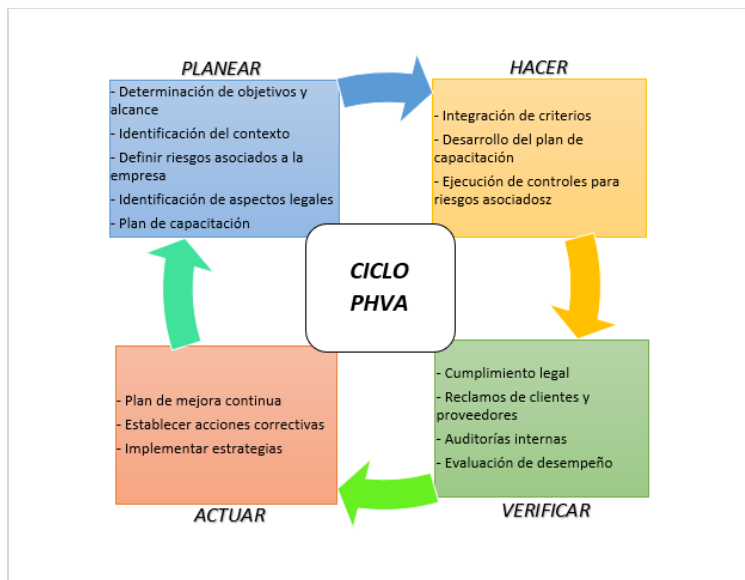 PLANEAR
- Determinación de objetivos y
alcance
- Identificación del contexto
- Definir riesgos asociados a la
empresa
- Identificación de aspectos legales
- Plan de capacitación
HACER
- Integración de criterios
- Desarrollo del plan de
capacitación
- Ejecución de controles para
riesgos asociadosz
CICLO
PHVA
- Plan de mejora continua
- Establecer acciones correctivas
- Implementar estrategias
ACTUAR
- Cumplimiento legal
- Reclamos de clientes y
proveedores
- Auditorías internas
- Evaluación de desempeño
VERIFICAR